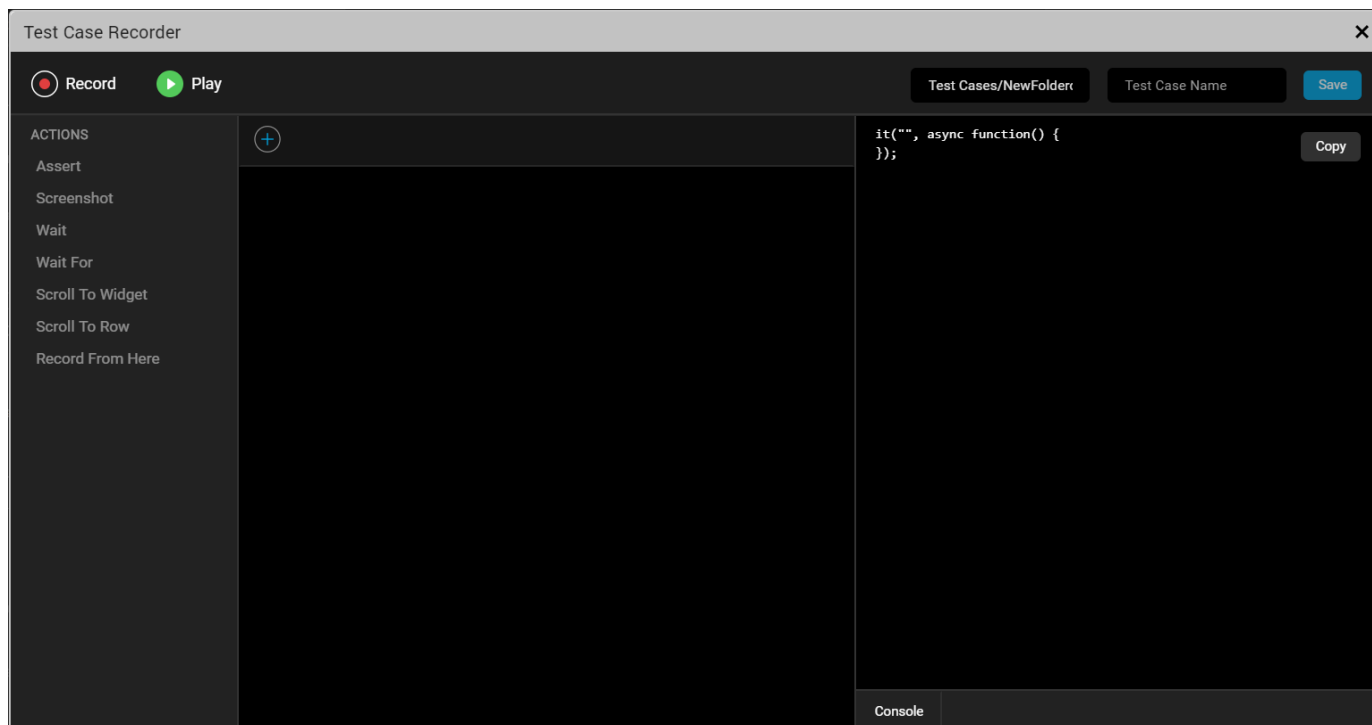 Test Case Recorder
Record
Play
Test Cases/NewFolder
Test Case Name
Save
ACTIONS
Assert
Screenshot
Wait
Wait For
Scroll To Widget
Scroll To Row
Record From Here
it("", async function() {
});
Copy
Console